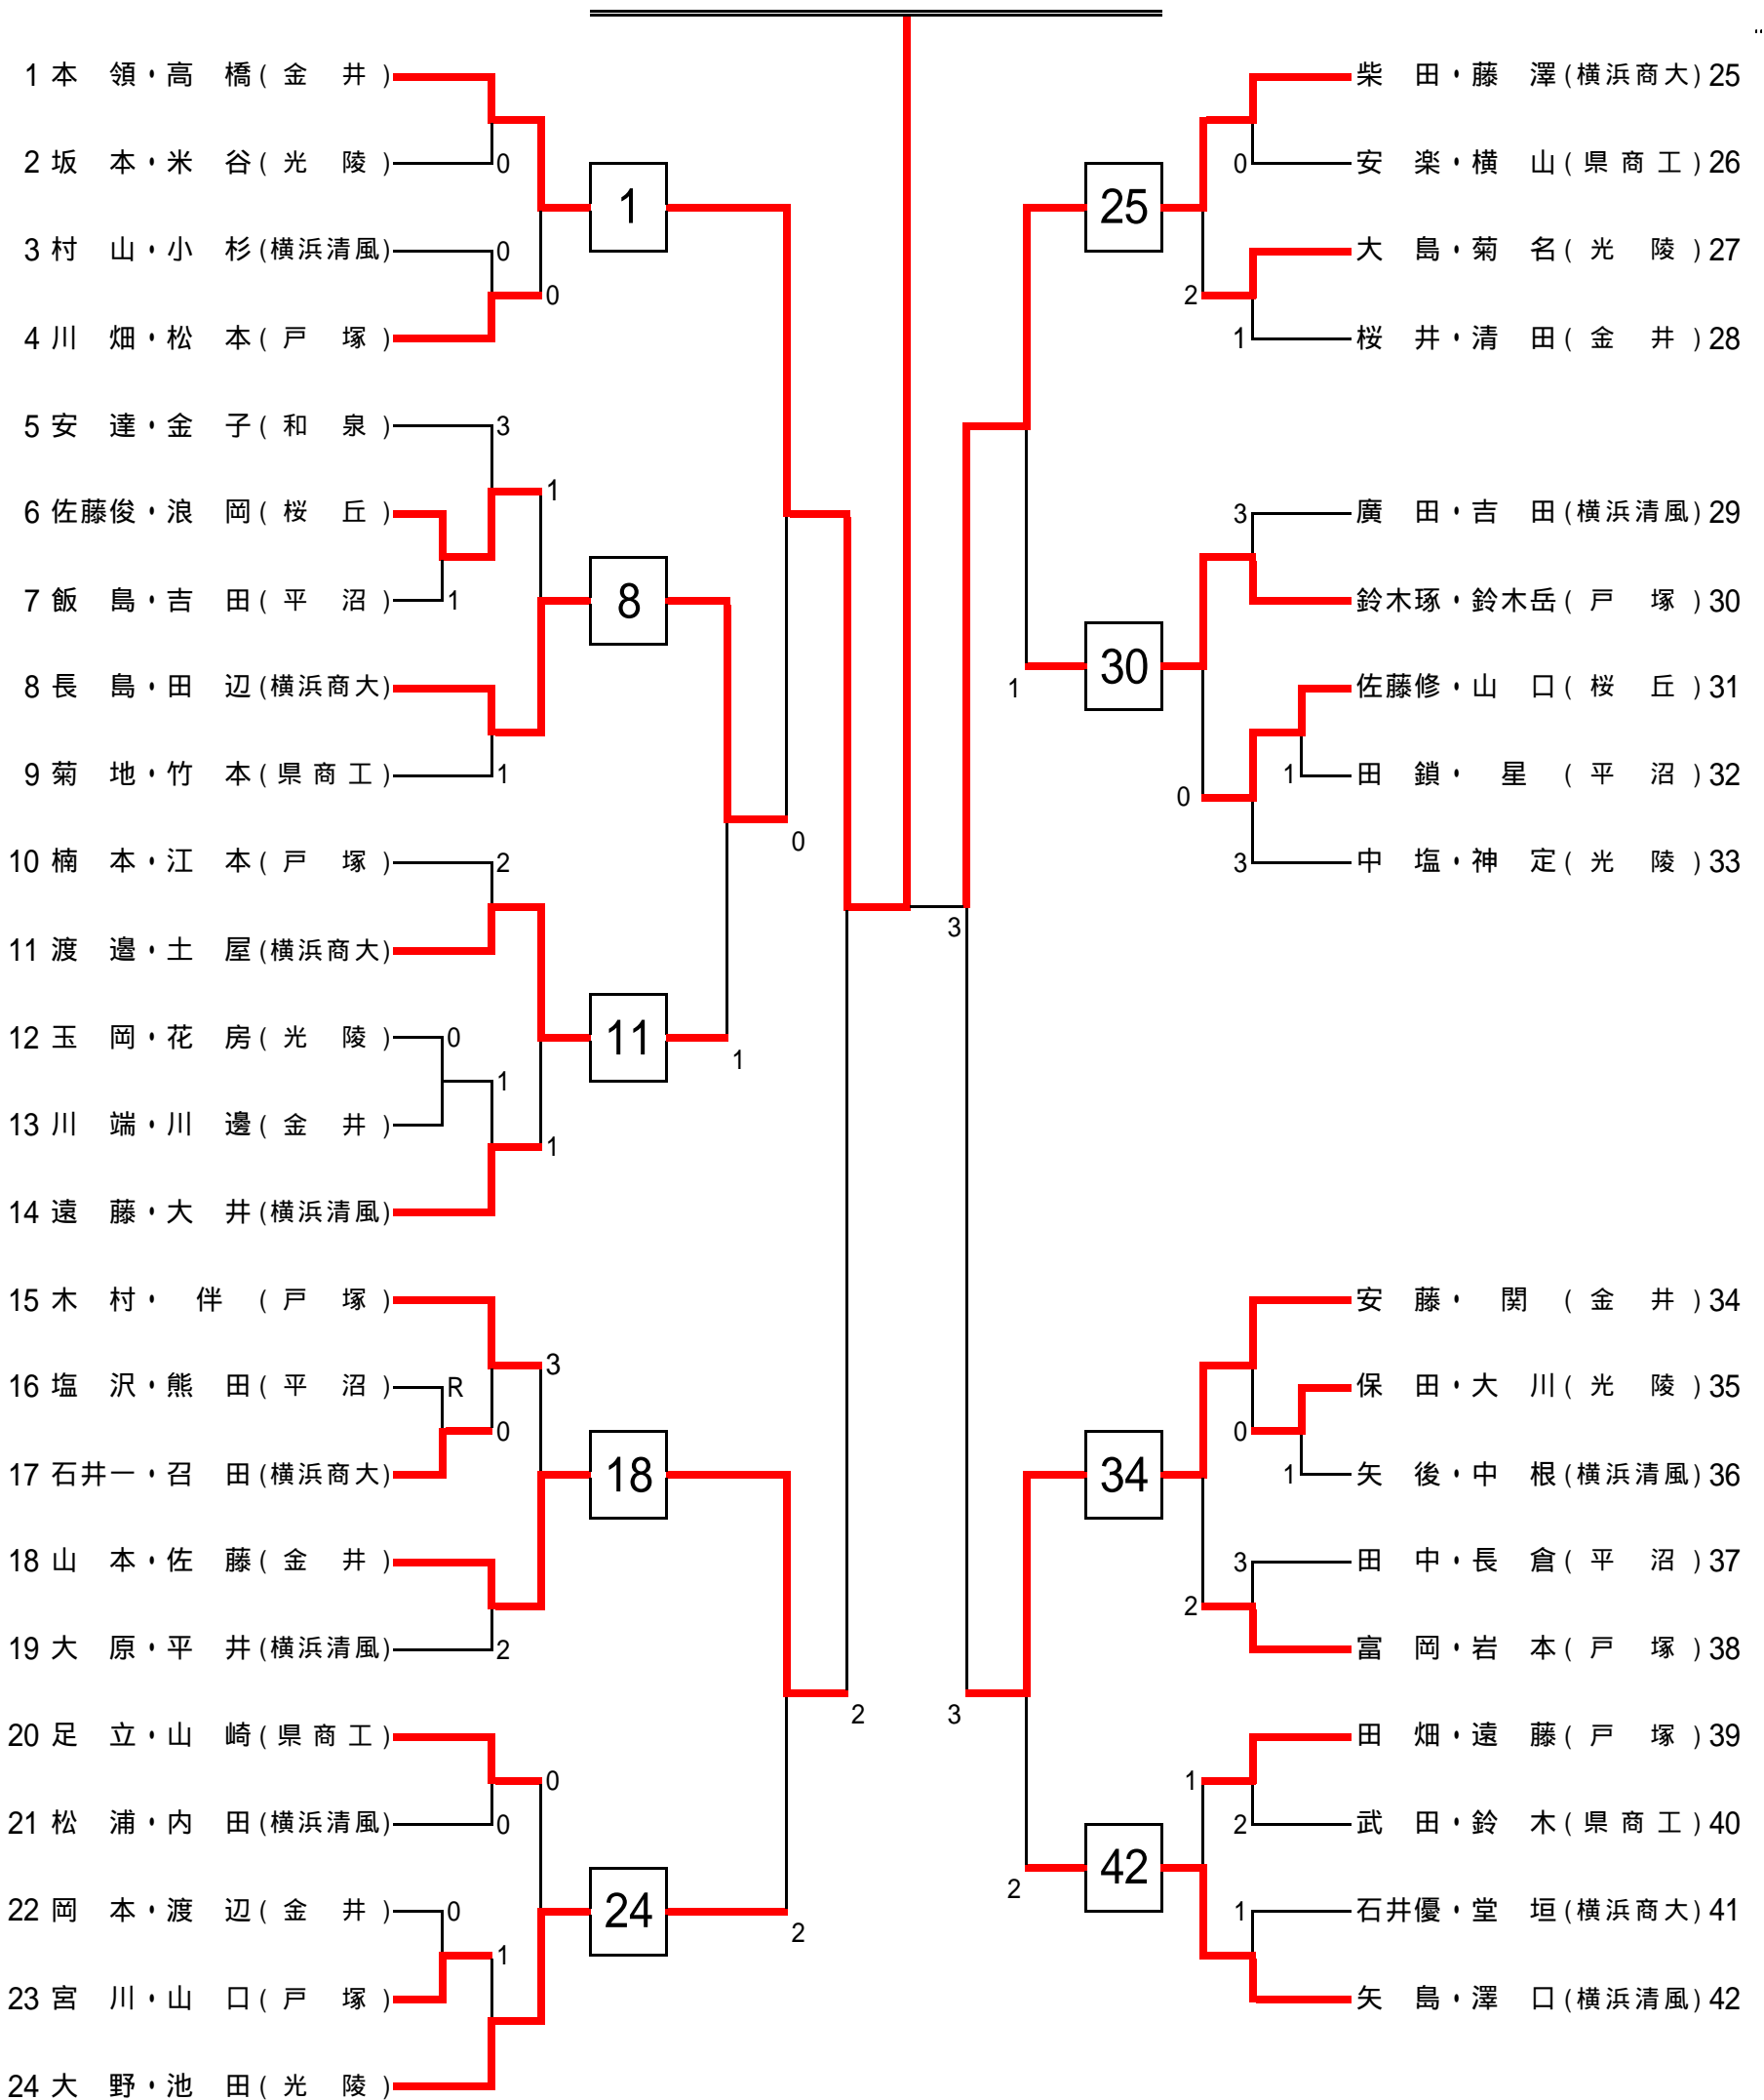 1 本 領・高 橋 ( 金 井 )
2 坂 本・米 谷 ( 光 陵 )
0
3 村 山・小 杉 (横浜清風)
0
4 川 畑・松 本 ( 戸 塚 )
0
1
5 安 達・金 子 ( 和 泉 )
3
6 佐藤俊・浪 岡 ( 桜 丘 )
1
7 飯 島・吉 田 ( 平 沼 )
1
8 長 島・田 辺 (横浜商大)
9 菊 地・竹 本 ( 県 商 工 )
1
8
10 楠 本・江 本 ( 戸 塚 )
2
11 渡 邉・土 屋 (横浜商大)
12 玉 岡・花 房 ( 光 陵 )
0
1
13 川 端・川 邊 ( 金 井 )
1
14 遠 藤・大 井 (横浜清風)
11
1
0
15 木 村・ 伴 ( 戸 塚 )
3
16 塩 沢・熊 田 ( 平 沼 )
R
0
17 石井一・召 田 (横浜商大)
18 山 本・佐 藤 ( 金 井 )
19 大 原・平 井 (横浜清風)
2
18
20 足 立・山 崎 ( 県 商 工 )
0
21 松 浦・内 田 (横浜清風)
0
22 岡 本・渡 辺 ( 金 井 )
0
1
23 宮 川・山 口 ( 戸 塚 )
24 大 野・池 田 ( 光 陵 )
24
2
2
3
柴 田・藤 澤 (横浜商大) 25
安 楽・横 山 ( 県 商 工 ) 26
0
大 島・菊 名 ( 光 陵 ) 27
2
桜 井・清 田 ( 金 井 ) 28
1
25
廣 田・吉 田 (横浜清風) 29
3
鈴木琢・鈴木岳 ( 戸 塚 ) 30
佐藤修・山 口 ( 桜 丘 ) 31
田 鎖・ 星 ( 平 沼 ) 32
1
0
中 塩・神 定 ( 光 陵 ) 33
3
30
1
安 藤・ 関 ( 金 井 ) 34
保 田・大 川 ( 光 陵 ) 35
0
矢 後・中 根 (横浜清風) 36
1
田 中・長 倉 ( 平 沼 ) 37
3
2
富 岡・岩 本 ( 戸 塚 ) 38
34
3
田 畑・遠 藤 ( 戸 塚 ) 39
1
武 田・鈴 木 ( 県 商 工 ) 40
2
石井優・堂 垣 (横浜商大) 41
1
矢 島・澤 口 (横浜清風) 42
42
2